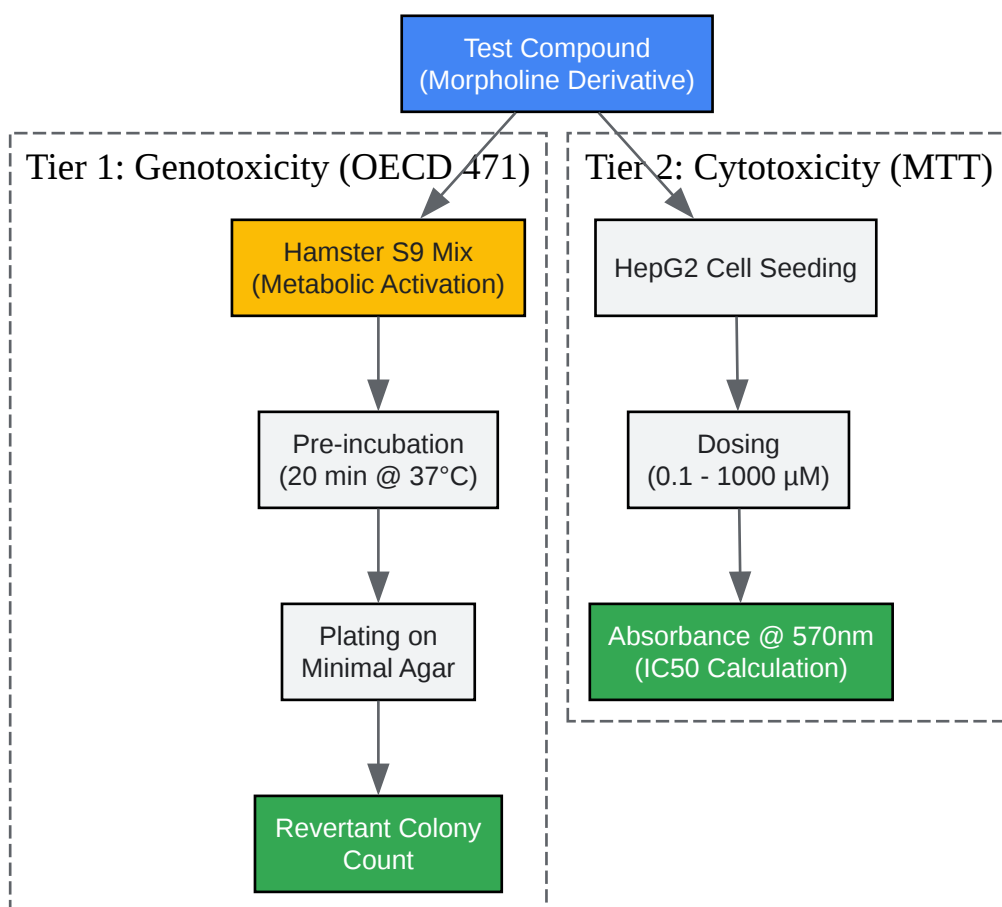 Test Compound
(Morpholine Derivative)
Tier 1: Genotoxicity (OECD 471)
Hamster S9 Mix
(Metabolic Activation)
Pre-incubation
(20 min @ 37°C)
Plating on
Minimal Agar
Revertant Colony
Count
Tier 2: Cytotoxicity (MTT)
HepG2 Cell Seeding
Dosing
(0.1 - 1000 µM)
Absorbance @ 570nm
(IC50 Calculation)